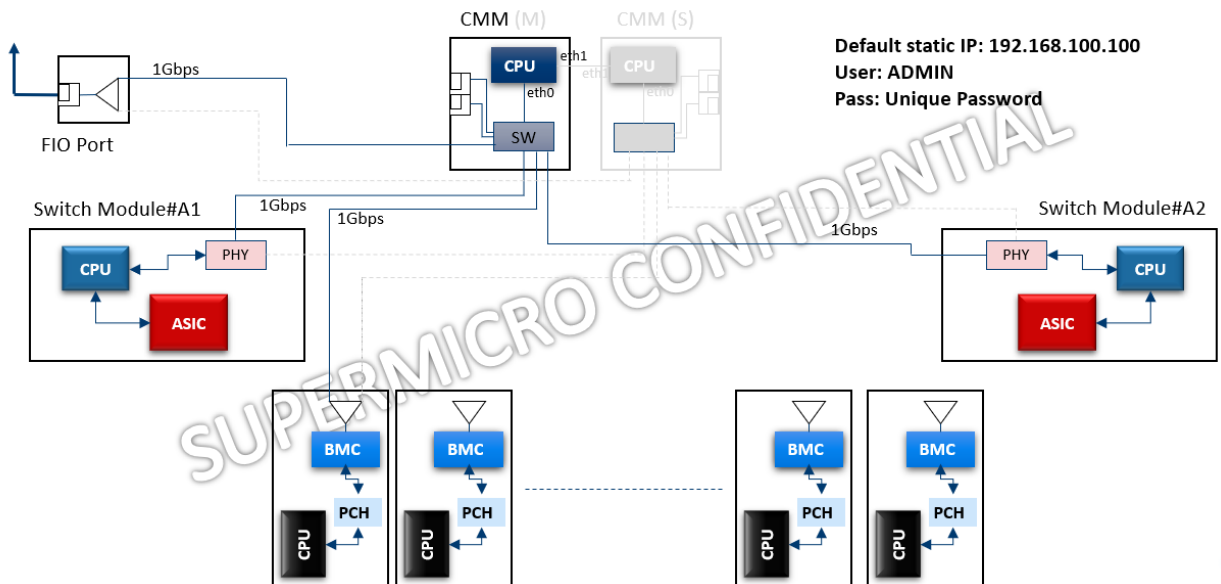 CMM (M)
CMM (S)
Default static IP: 192.168.100.100
User: ADMIN
Pass: Unique Password
1Gbps
FIO Port
CPU
eth1
eth1
CPU
eth0
eth0
SW
Switch Module#A1
1Gbps
1Gbps
PHY
CPU
ASIC
Switch Module#A2
1Gbps
PHY
CPU
ASIC
SUPERMICRO CONFIDENTIAL
BMC
BMC
BMC
BMC
PCH
PCH
PCH
PCH
CPU
CPU
CPU
CPU